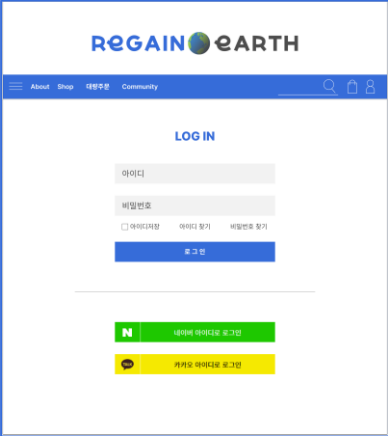 REGAIN EARTH
About Shop 대량주문 Community
LOG IN
아이디
비밀번호
아이디저장 아이디 찾기 비밀번호 찾기
로그인
N 네이버 아이디로 로그인
TALK 카카오 아이디로 로그인